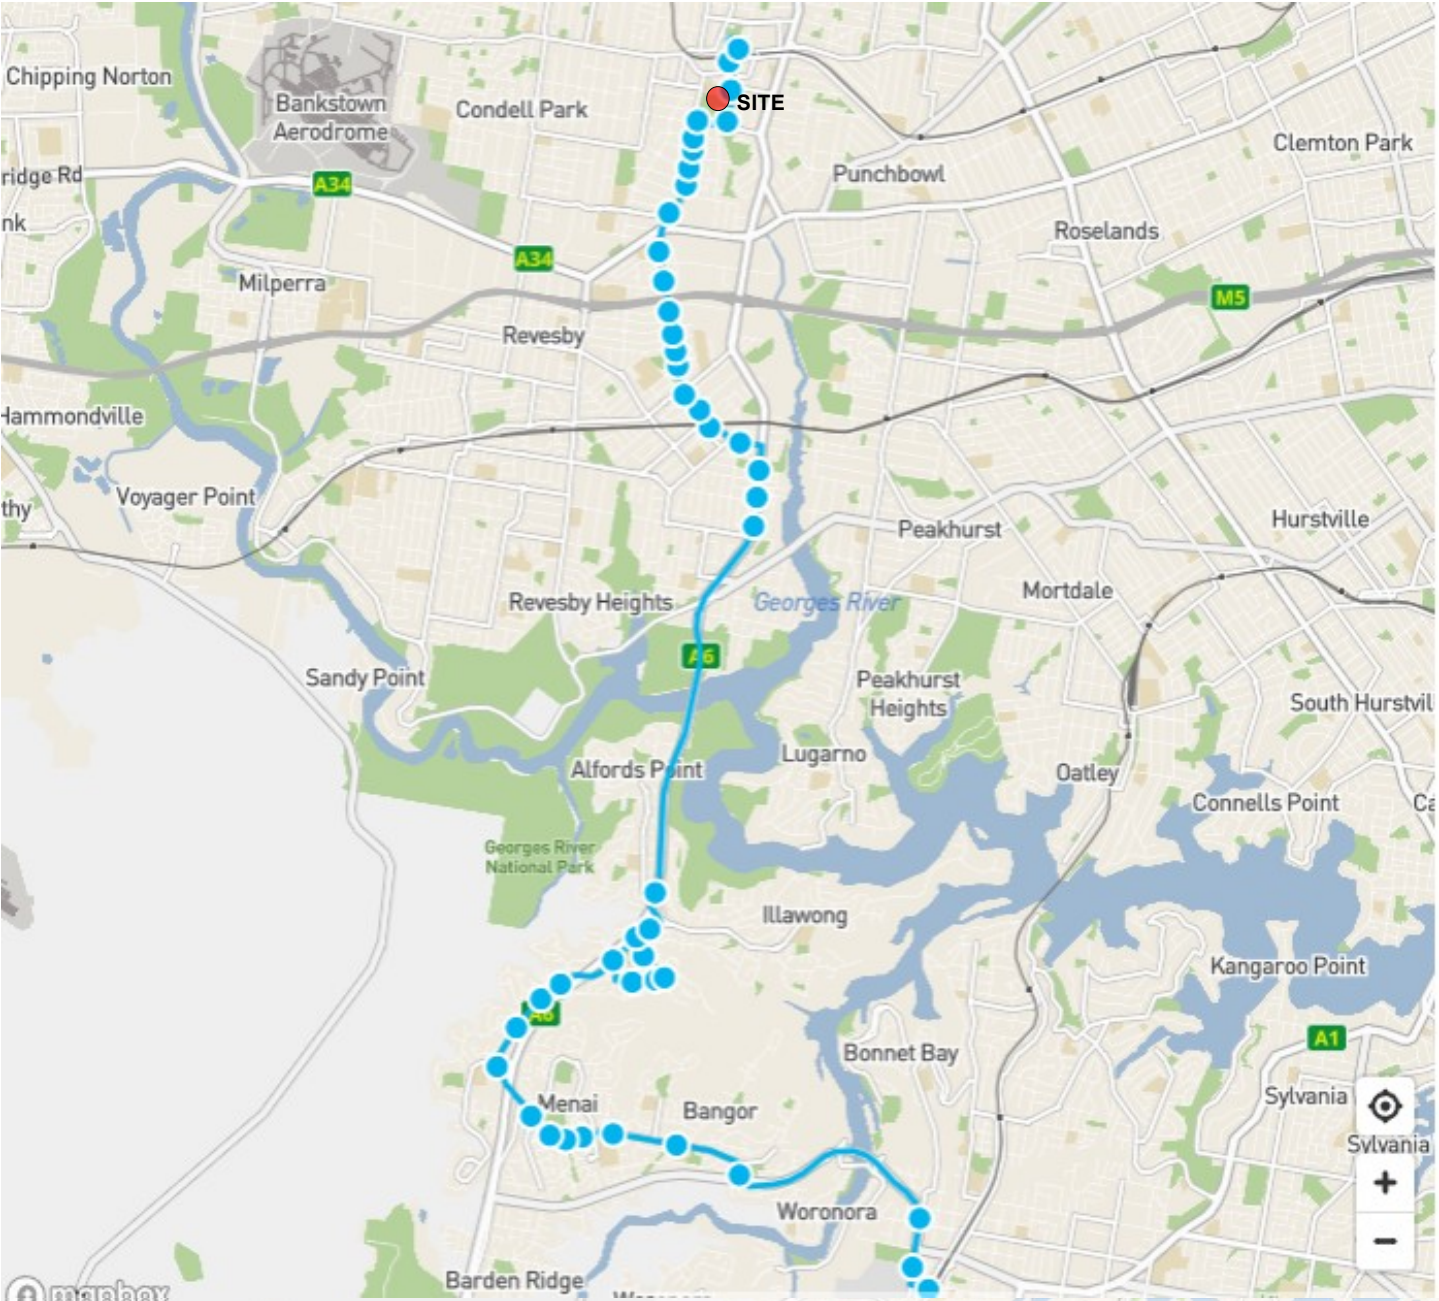 Chipping Norton
Bankstown
Aerodrome
Condell Park
SITE
Clemton Park
ridge Rd
A34
Punchbowl
nk
Roselands
A34
Milperra
M5
Revesby
Hammondville
Voyager Point
thy
Peakhurst
Hurstville
Revesby Heights
Georges River
Mortdale
A6
Sandy Point
Peakhurst
Heights
South Hurstvil
Alfords Point
Lugarno
Oatley
Connells Point
Ca
Georges River
National Park
Illawong
Kangaroo Point
A6
Bonnet Bay
A1
Menai
Bangor
Sylvania
Sylvania
+
Woronora
−
Barden Ridge
mapbox